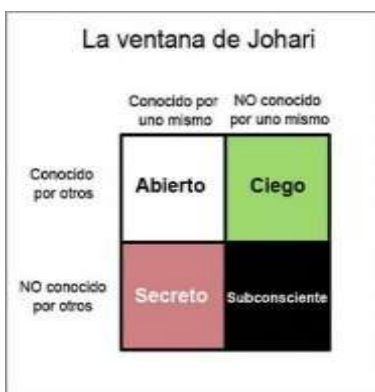 La ventana de Johari
Conocido por
uno mismo
NO conocido
por uno mismo
Conocido
por otros
Abierto
Ciego
NO conocido
por otros
Secreto
Subconsciente